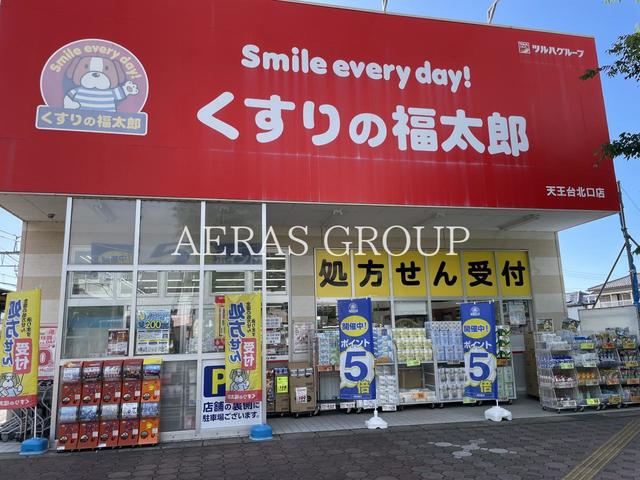 Smile every day!
くすりの福太郎
Smile every day!
くすりの福太郎
ツルハグループ
天王台北口店
AERAS GROUP
処方せん受付
処方せん
受付
処方せん
受付
開催中!
ポイント
5倍
開催中!
ポイント
5倍
200
P
店舗の裏側に
駐車場ございます。